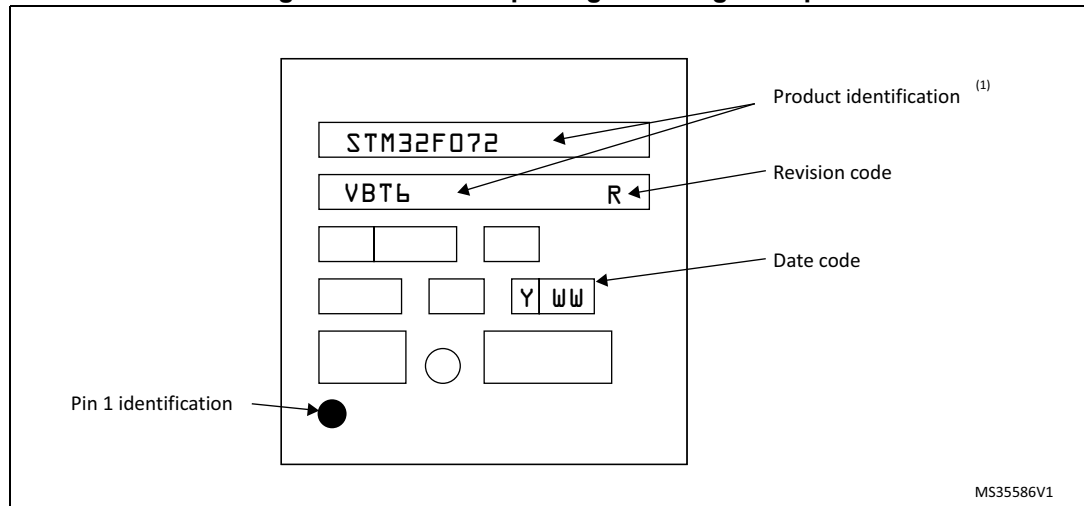 Product identification (1)
STM32F072
Revision code
VBT6 R
Date code
Y WW
Pin 1 identification
MS35586V1